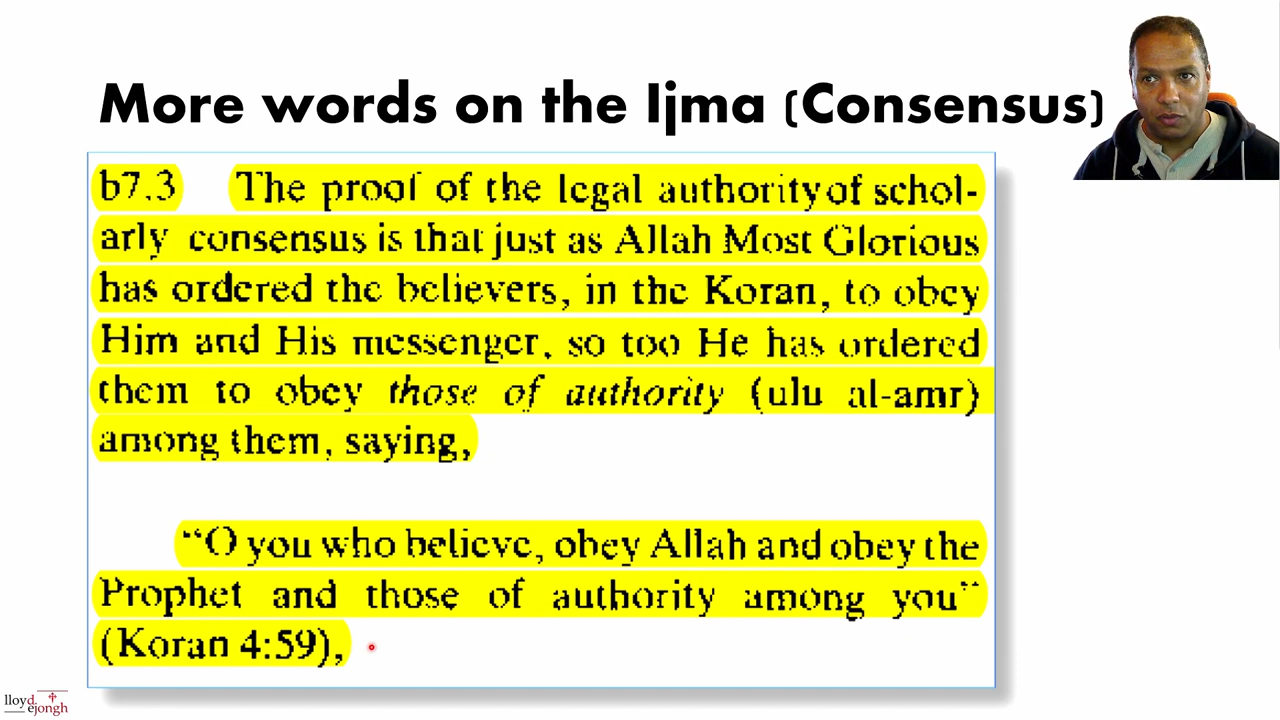 More words on the Ijma (Consensus)
b7.3 The proof of the legal authority of schol-
arly consensus is that just as Allah Most Glorious
has ordered the believers, in the Koran, to obey
Him and His messenger, so too He has ordered
them to obey those of authority (ulu al-amr)
among them, saying,
“O you who believe, obey Allah and obey the
Prophet and those of authority among you”
(Koran 4:59),
lloyd
ejongh